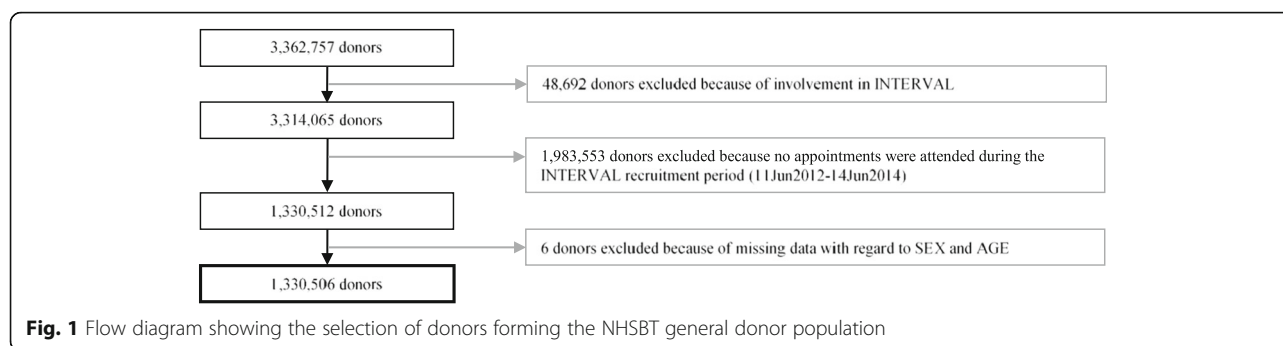 3,362,757 donors
48,692 donors excluded because of involvement in INTERVAL
3,314,065 donors
1,983,553 donors excluded because no appointments were attended during the
INTERVAL recruitment period (11Jun2012-14Jun2014)
1,330,512 donors
6 donors excluded because of missing data with regard to SEX and AGE
1,330,506 donors
Fig. 1 Flow diagram showing the selection of donors forming the NHSBT general donor population